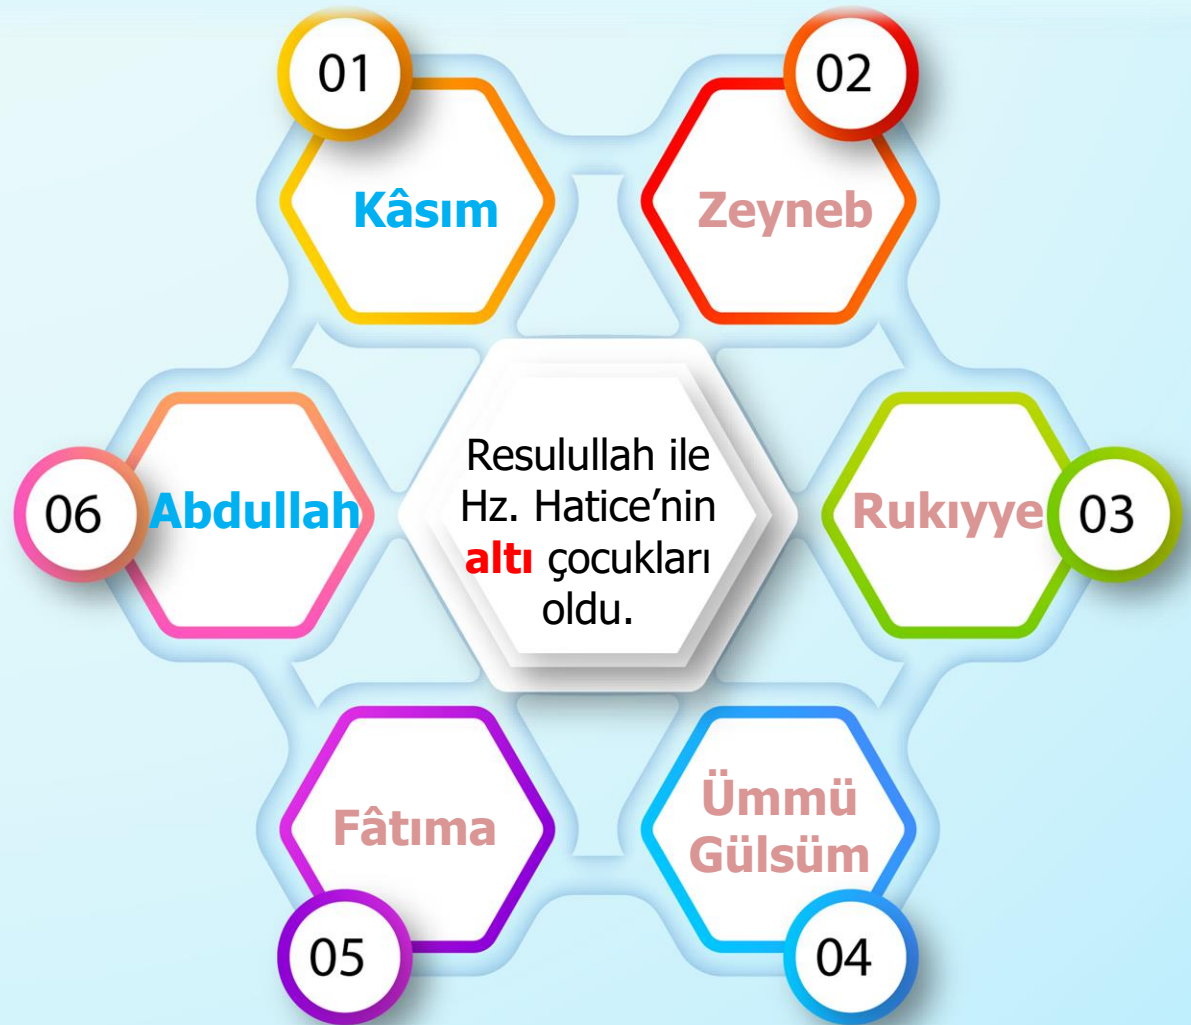 01
Kâsım
02
Zeyneb
Rukıyye
03
Ümmü
Gülsüm
04
Fâtıma
05
Abdullah
06
Resulullah ile
Hz. Hatice’nin
altı çocukları
oldu.